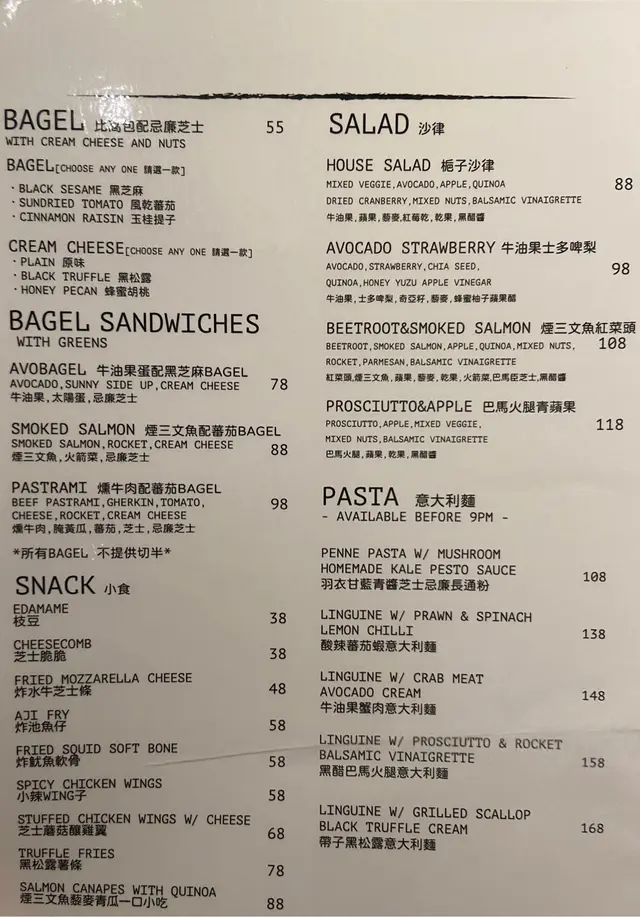 BAGEL 比高包配忌廉芝士 55
WITH CREAM CHEESE AND NUTS
BAGEL[CHOOSE ANY ONE 請選一款]
·BLACK SESAME 黑芝麻
·SUNDRIED TOMATO 風乾蕃茄
·CINNAMON RAISIN 玉桂提子
CREAM CHEESE[CHOOSE ANY ONE 請選一款]
·PLAIN 原味
·BLACK TRUFFLE 黑松露
·HONEY PECAN 蜂蜜胡桃
BAGEL SANDWICHES
WITH GREENS
AVOBAGEL 牛油果蛋配黑芝麻BAGEL
AVOCADO,SUNNY SIDE UP,CREAM CHEESE 78
牛油果,太陽蛋,忌廉芝士
SMOKED SALMON 煙三文魚配蕃茄BAGEL
SMOKED SALMON,ROCKET,CREAM CHEESE 88
煙三文魚,火箭菜,忌廉芝士
PASTRAMI 燻牛肉配蕃茄BAGEL
BEEF PASTRAMI,GHERKIN,TOMATO, 98
CHEESE,ROCKET,CREAM CHEESE
燻牛肉,腌黃瓜,蕃茄,芝士,忌廉芝士
*所有BAGEL 不提供切半*
SNACK 小食
EDAMAME
枝豆 38
CHEESECOMB
芝士脆脆 38
FRIED MOZZARELLA CHEESE
炸水牛芝士條 48
AJI FRY
炸池魚仔 58
FRIED SQUID SOFT BONE
炸魷魚軟骨 58
SPICY CHICKEN WINGS
小辣WING子 58
STUFFED CHICKEN WINGS W/ CHEESE
芝士蘑菇釀雞翼 68
TRUFFLE FRIES
黑松露薯條 78
SALMON CANAPES WITH QUINOA
煙三文魚藜麥青瓜一口小吃 88
SALAD 沙律
HOUSE SALAD 梔子沙律
MIXED VEGGIE,AVOCADO,APPLE,QUINOA 88
DRIED CRANBERRY,MIXED NUTS,BALSAMIC VINAIGRETTE
牛油果,蘋果,藜麥,紅莓乾,乾果,黑醋醬
AVOCADO STRAWBERRY 牛油果士多啤梨
AVOCADO,STRAWBERRY,CHIA SEED, 98
QUINOA,HONEY YUZU APPLE VINEGAR
牛油果,士多啤梨,奇亞籽,藜麥,蜂蜜柚子蘋果醋
BEETROOT&SMOKED SALMON 煙三文魚紅菜頭
BEETROOT,SMOKED SALMON,APPLE,QUINOA,MIXED NUTS, 108
ROCKET,PARMESAN,BALSAMIC VINAIGRETTE
紅菜頭,煙三文魚,蘋果,藜麥,乾果,火箭菜,巴馬臣芝士,黑醋醬
PROSCIUTTO&APPLE 巴馬火腿青蘋果
PROSCIUTTO,APPLE,MIXED VEGGIE, 118
MIXED NUTS,BALSAMIC VINAIGRETTE
巴馬火腿,蘋果,乾果,黑醋醬
PASTA 意大利麵
- AVAILABLE BEFORE 9PM -
PENNE PASTA W/ MUSHROOM
HOMEMADE KALE PESTO SAUCE 108
羽衣甘藍青醬芝士忌廉長通粉
LINGUINE W/ PRAWN & SPINACH
LEMON CHILLI 138
酸辣蕃茄蝦意大利麵
LINGUINE W/ CRAB MEAT
AVOCADO CREAM 148
牛油果蟹肉意大利麵
LINGUINE W/ PROSCIUTTO & ROCKET
BALSAMIC VINAIGRETTE 158
黑醋巴馬火腿意大利麵
LINGUINE W/ GRILLED SCALLOP
BLACK TRUFFLE CREAM 168
帶子黑松露意大利麵